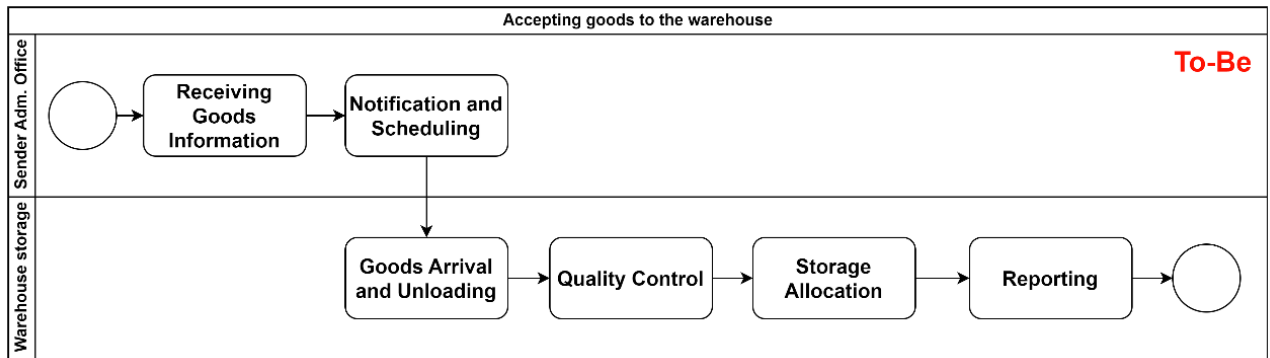 Accepting goods to the warehouse
Sender Adm. Office
To-Be
Receiving
Goods
Information
Notification and
Scheduling
Warehouse storage
Goods Arrival
and Unloading
Quality Control
Storage
Allocation
Reporting